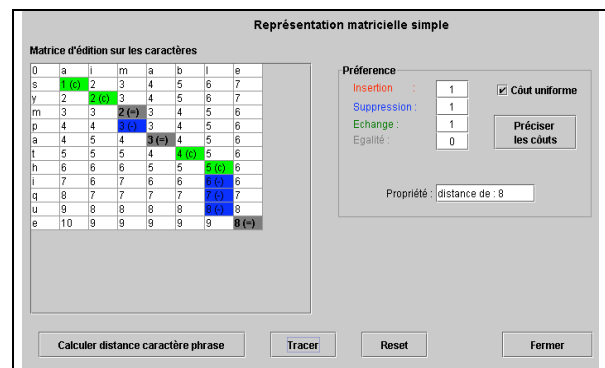 Représentation matricielle simple
Matrice d'édition sur les caractères
0 a i m a b l e
s 1 (c) 2 3 4 5 6 7
y 2 2 (c) 3 4 5 6 7
m 3 3 2 (=) 3 4 5 6
p 4 4 3 (-) 3 4 5 6
a 4 5 4 3 (=) 4 5 6
t 5 5 5 4 4 (c) 5 6
h 6 6 6 5 5 5 (c) 6
i 7 6 7 6 6 6 (-) 6
q 8 7 7 7 7 7 (-) 7
u 9 8 8 8 8 8 (-) 8
e 10 9 9 9 9 9 8 (=)
Préference
Insertion : 1
Suppression : 1
Echange : 1
Egalité : 0
Côut uniforme
Préciser
les côuts
Propriété : distance de : 8
Calculer distance caractère phrase Tracer Reset Fermer